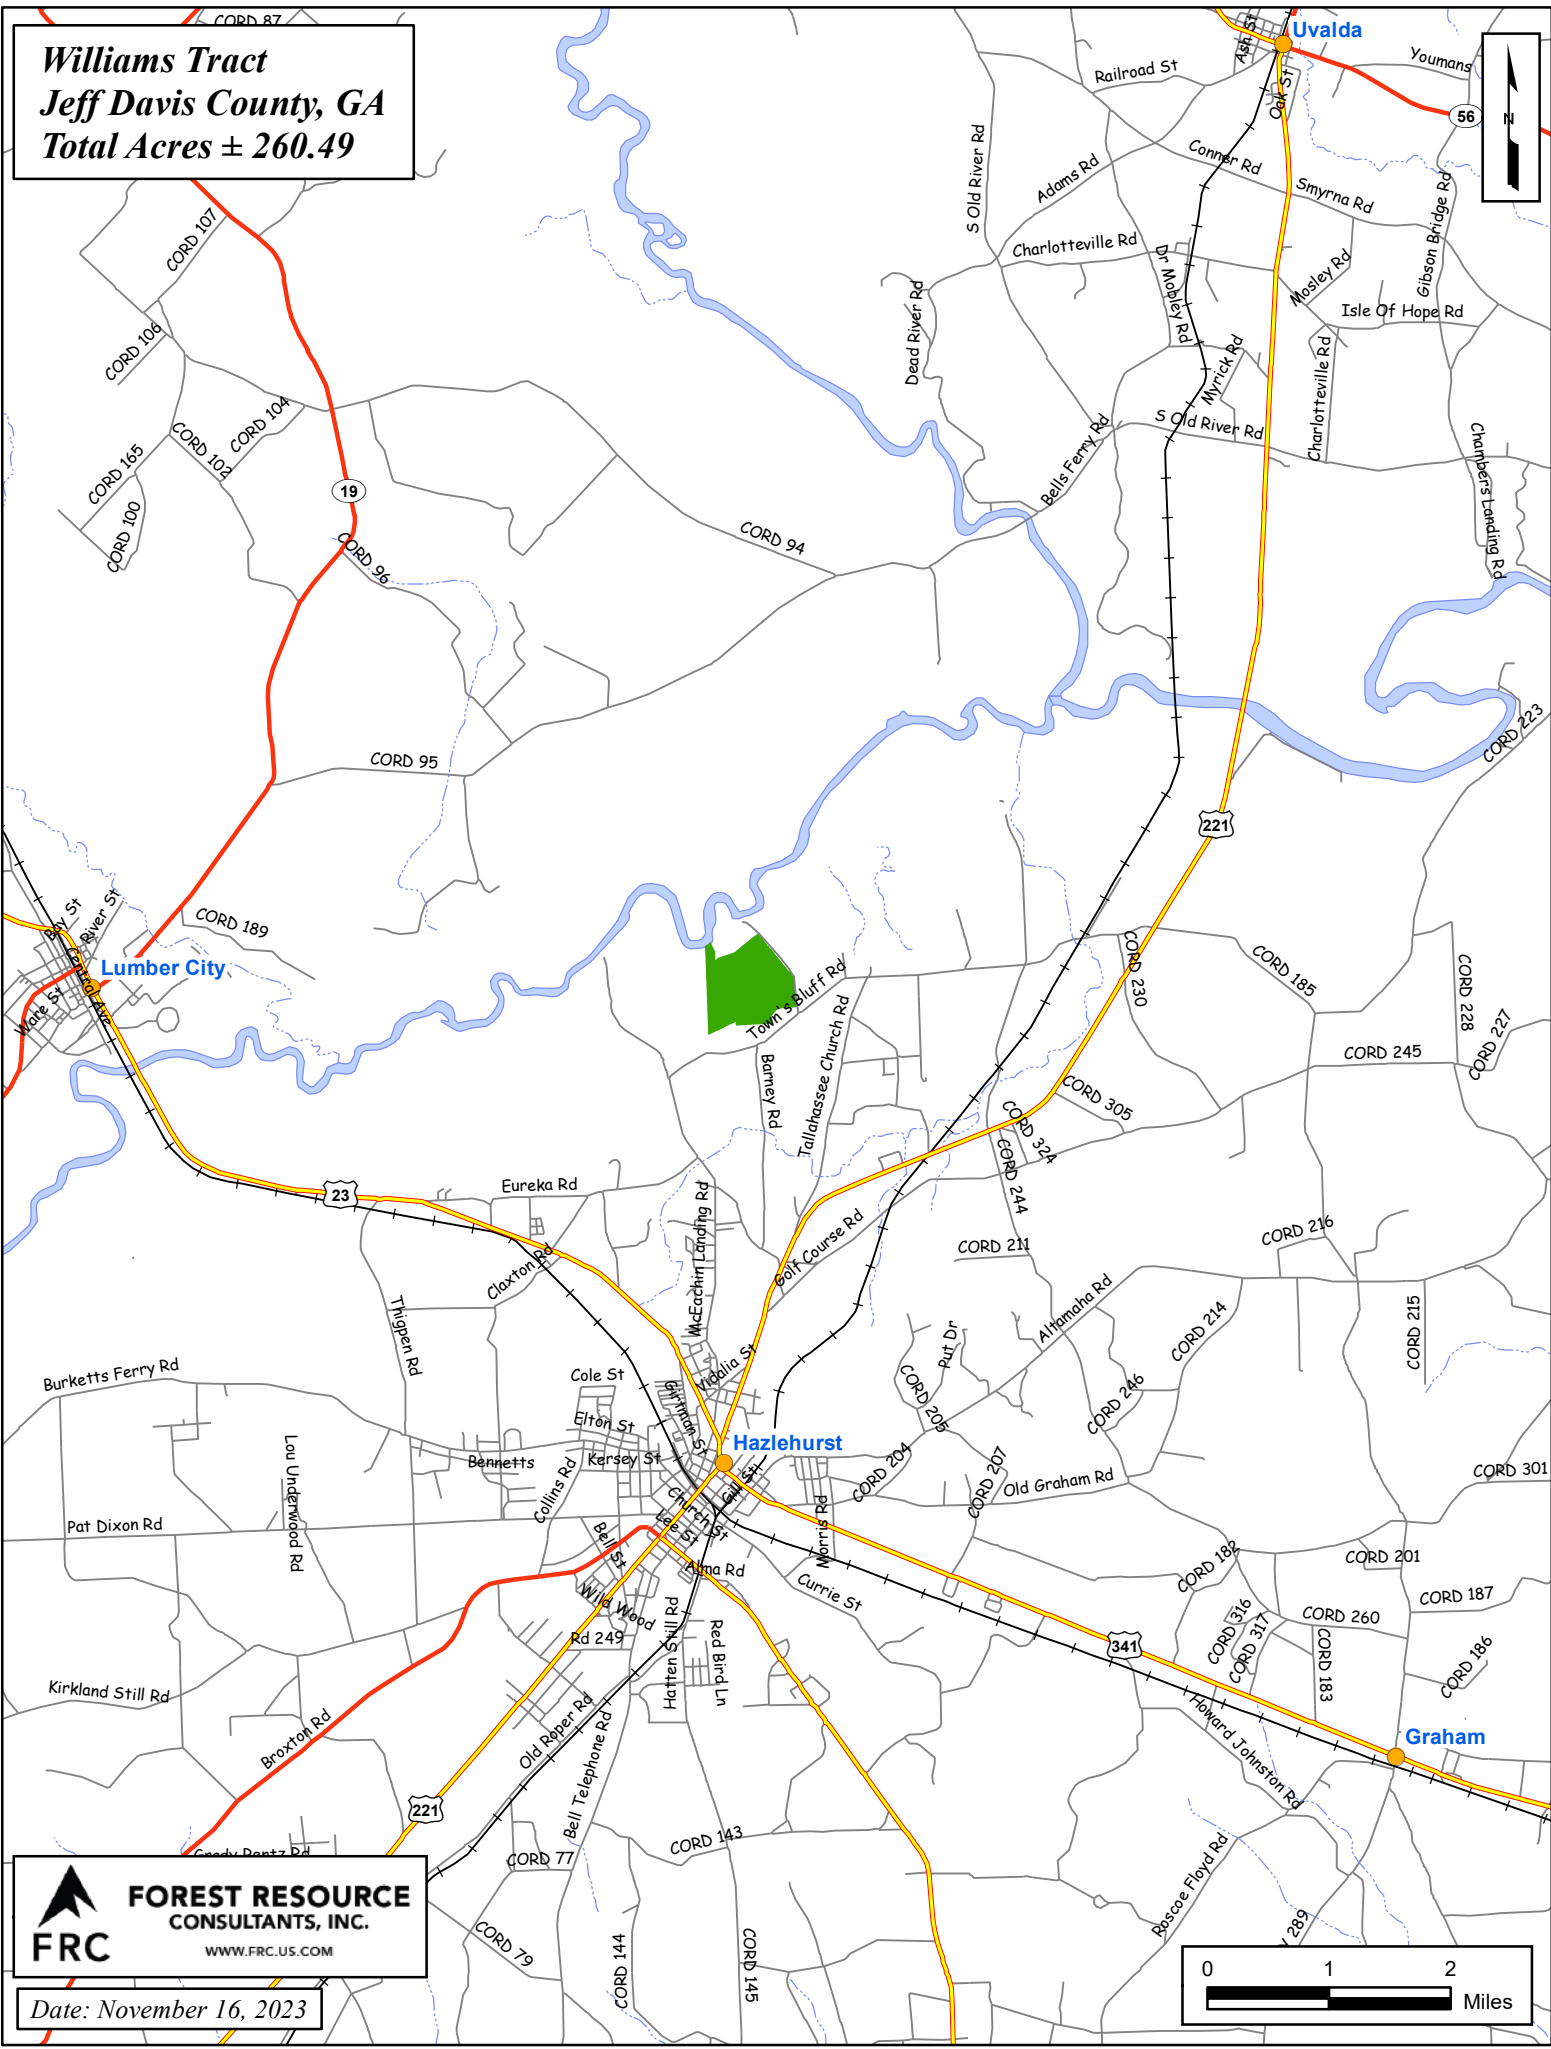 CORD 87
Williams Tract
Jeff Davis County, GA
Total Acres ± 260.49
Uvalda
Ash St
Oak St
Railroad St
Youmans
56
N
S Old River Rd
Adams Rd
Conner Rd
Smyrna Rd
Gibson Bridge Rd
CORD 107
Charlotteville Rd
Dr Mobley Rd
Mosley Rd
Isle Of Hope Rd
CORD 106
Dead River Rd
Myrick Rd
Charlotteville Rd
CORD 104
CORD 102
CORD 165
CORD 100
S Old River Rd
Bells Ferry Rd
Chambers Landing Rd
19
CORD 96
CORD 94
CORD 223
CORD 95
221
Bay St
River St
CORD 189
Lumber City
Central Ave
Ware St
Town's Bluff Rd
CORD 230
CORD 185
CORD 228
CORD 227
CORD 245
Barney Rd
Tallahassee Church Rd
CORD 305
CORD 324
CORD 244
23
Eureka Rd
McEachin Landing Rd
Golf Course Rd
CORD 211
CORD 216
Claxton Rd
Thigpen Rd
Altamaha Rd
CORD 214
CORD 215
Put Dr
Burketts Ferry Rd
Cole St
Vidalia St
Girtman St
CORD 205
CORD 246
Elton St
Hazlehurst
Kersey St
Bennetts
Lou Underwood Rd
Collins Rd
Gill St
CORD 204
CORD 207
Old Graham Rd
CORD 301
Church St
Lee St
Morris Rd
Pat Dixon Rd
Bell St
Alma Rd
Currie St
CORD 182
CORD 201
CORD 187
Wild Wood
Rd 249
Hatten Still Rd
Red Bird Ln
341
CORD 316
CORD 317
CORD 260
CORD 183
CORD 186
Kirkland Still Rd
Broxton Rd
Old Roper Rd
Bell Telephone Rd
Howard Johnston Rd
Graham
221
CORD 143
CORD 77
Grady Rentz Rd
Roscoe Floyd Rd
FRC
FOREST RESOURCE
CONSULTANTS, INC.
WWW.FRC.US.COM
CORD 79
CORD 144
CORD 145
289
0 1 2
Miles
Date: November 16, 2023